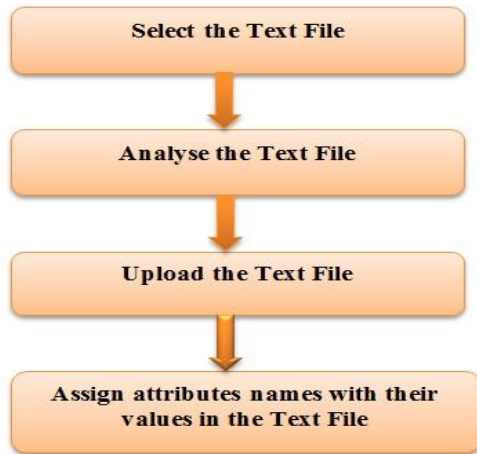 Select the Text File
Analyse the Text File
Upload the Text File
Assign attributes names with their
values in the Text File